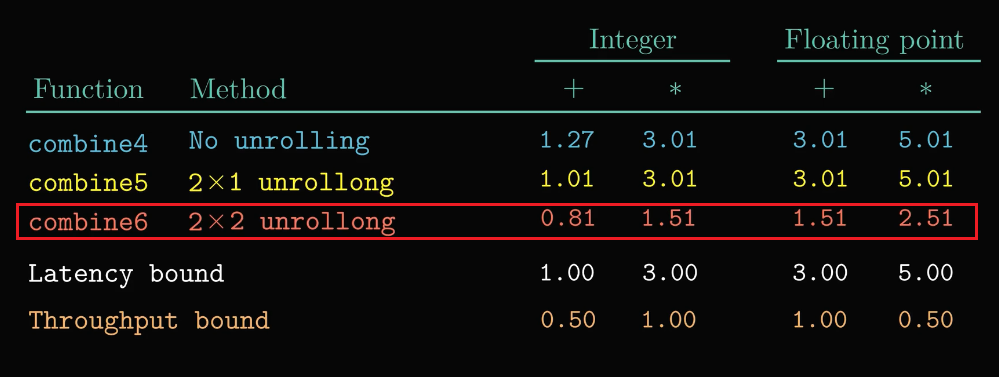 Integer Floating point
Function Method + * + *
combine4 No unrolling 1.27 3.01 3.01 5.01
combine5 2×1 unrollong 1.01 3.01 3.01 5.01
combine6 2×2 unrollong 0.81 1.51 1.51 2.51
Latency bound 1.00 3.00 3.00 5.00
Throughput bound 0.50 1.00 1.00 0.50